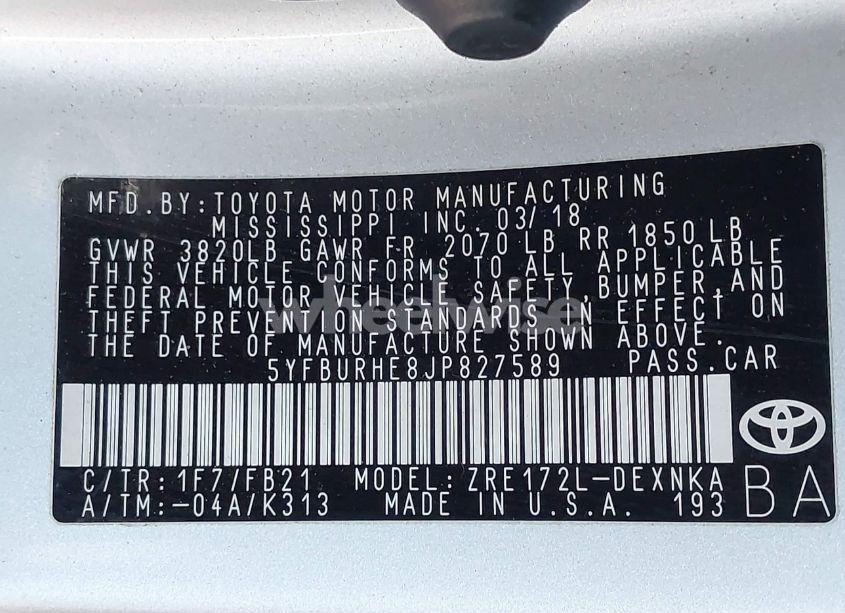 MFD.BY:TOYOTA MOTOR MANUFACTURING
MISSISSIPPI INC. 03/18
GVWR 3820LB GAWR FR 2070 LB RR 1850 LB
THIS VEHICLE CONFORMS TO ALL APPLICABLE
FEDERAL MOTOR VEHICLE SAFETY, BUMPER, AND
THEFT PREVENTION STANDARDS IN EFFECT ON
THE DATE OF MANUFACTURE SHOWN ABOVE.
5YFBURHE8JP827589 PASS.CAR
C/TR: 1F7/FB21 MODEL: ZRE172L-DEXNKA
A/TM:-04A/K313 MADE IN U.S.A. 193
BA
wheelwise